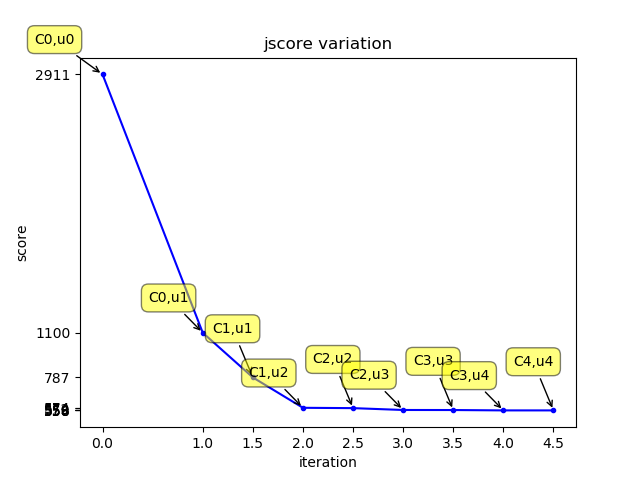 jscore variation
C0,u0
2911
C0,u1
C1,u1
1100
C1,u2
C2,u2
C2,u3
C3,u3
C3,u4
C4,u4
787
score
0.0 1.0 1.5 2.0 2.5 3.0 3.5 4.0 4.5
iteration